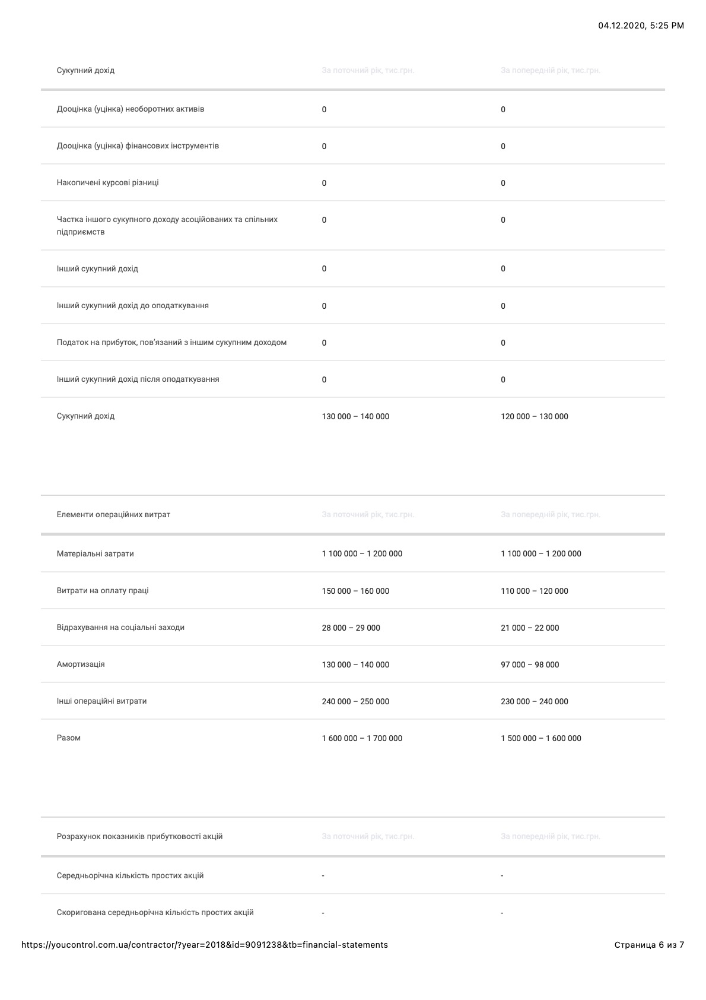 04.12.2020, 5:25 PM
Сукупний дохід За поточний рік, тис.грн. За попередній рік, тис.грн.
Дооцінка (уцінка) необоротних активів 0 0
Дооцінка (уцінка) фінансових інструментів 0 0
Накопичені курсові різниці 0 0
Частка іншого сукупного доходу асоційованих та спільних 0 0
підприємств
Інший сукупний дохід 0 0
Інший сукупний дохід до оподаткування 0 0
Податок на прибуток, пов’язаний з іншим сукупним доходом 0 0
Інший сукупний дохід після оподаткування 0 0
Сукупний дохід 130 000 – 140 000 120 000 – 130 000
Елементи операційних витрат За поточний рік, тис.грн. За попередній рік, тис.грн.
Матеріальні затрати 1 100 000 – 1 200 000 1 100 000 – 1 200 000
Витрати на оплату праці 150 000 – 160 000 110 000 – 120 000
Відрахування на соціальні заходи 28 000 – 29 000 21 000 – 22 000
Амортизація 130 000 – 140 000 97 000 – 98 000
Інші операційні витрати 240 000 – 250 000 230 000 – 240 000
Разом 1 600 000 – 1 700 000 1 500 000 – 1 600 000
Розрахунок показників прибутковості акцій За поточний рік, тис.грн. За попередній рік, тис.грн.
Середньорічна кількість простих акцій - -
Скоригована середньорічна кількість простих акцій - -
https://youcontrol.com.ua/contractor/?year=2018&id=9091238&tb=financial-statements Страница 6 из 7